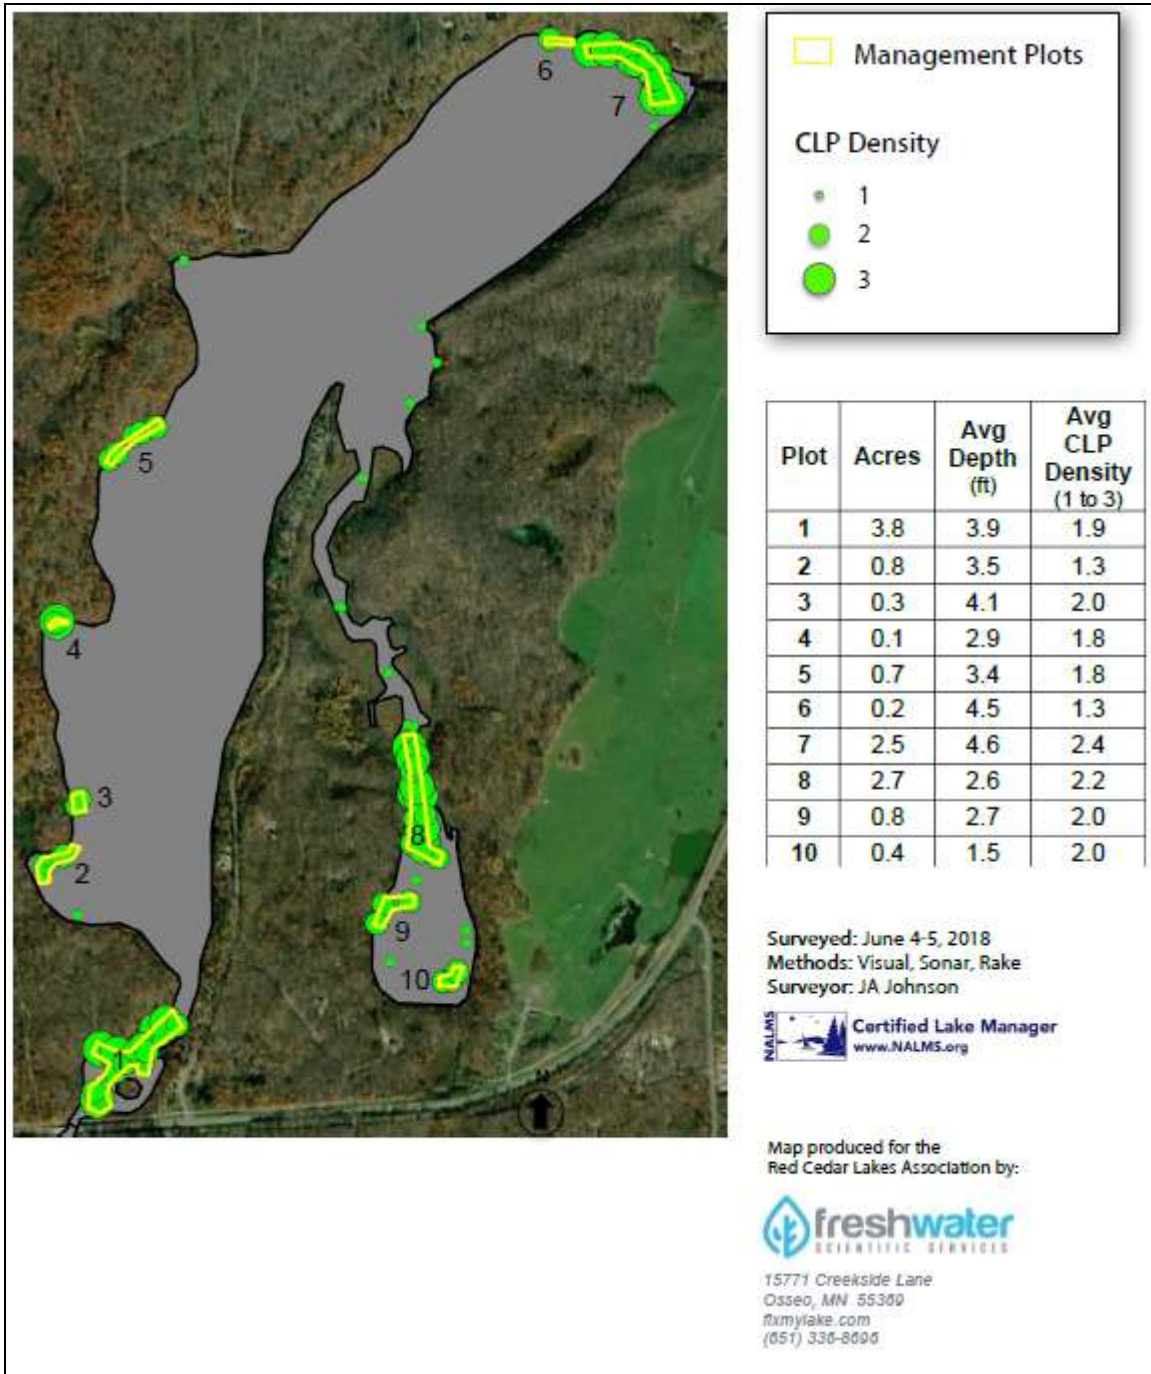 6
7
5
4
3
2
1
8
9
10
N
Management Plots
CLP Density
1
2
3
Plot Acres Avg Depth (ft) Avg CLP Density (1 to 3)
1 3.8 3.9 1.9
2 0.8 3.5 1.3
3 0.3 4.1 2.0
4 0.1 2.9 1.8
5 0.7 3.4 1.8
6 0.2 4.5 1.3
7 2.5 4.6 2.4
8 2.7 2.6 2.2
9 0.8 2.7 2.0
10 0.4 1.5 2.0
Surveyed: June 4-5, 2018
Methods: Visual, Sonar, Rake
Surveyor: JA Johnson
NALMS
Certified Lake Manager
www.NALMS.org
Map produced for the
Red Cedar Lakes Association by:
freshwater
SCIENTIFIC SERVICES
15771 Creekside Lane
Osseo, MN 55369
fixmylake.com
(651) 336-8696